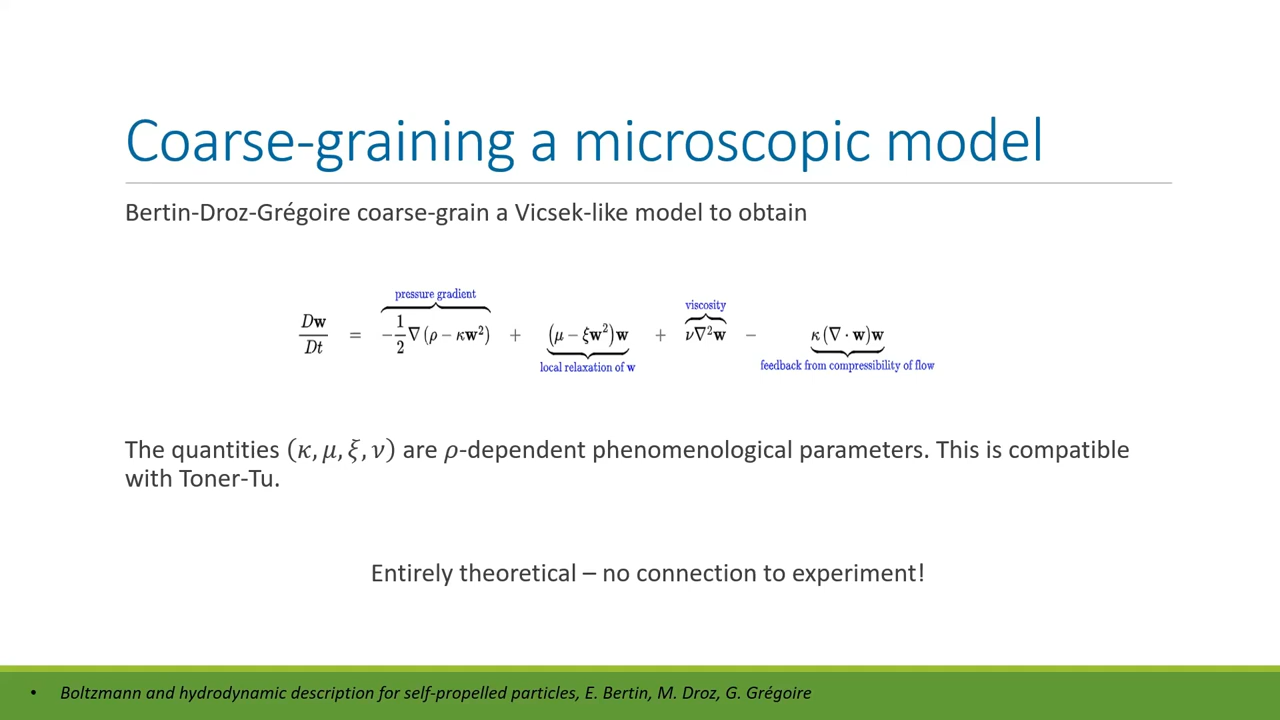 Coarse-graining a microscopic model
Bertin-Droz-Grégoire coarse-grain a Vicsek-like model to obtain
pressure gradient
viscosity
Dw/Dt = -1/2 ∇(ρ − κw²) + (μ − ξw²)w + ν∇²w − κ(∇ · w)w
local relaxation of w
feedback from compressibility of flow
The quantities (κ, μ, ξ, ν) are ρ-dependent phenomenological parameters. This is compatible
with Toner-Tu.
Entirely theoretical – no connection to experiment!
• Boltzmann and hydrodynamic description for self-propelled particles, E. Bertin, M. Droz, G. Grégoire